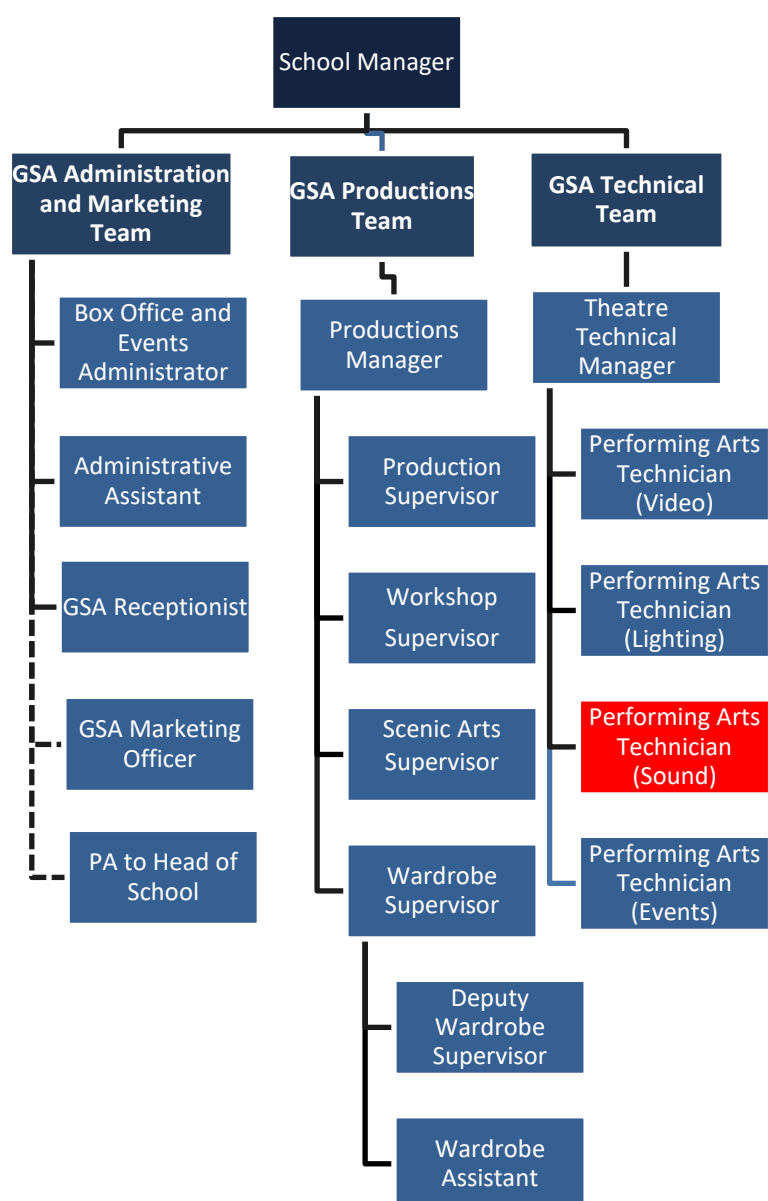 School Manager
GSA Administration
and Marketing
Team
Box Office and
Events
Administrator
Administrative
Assistant
GSA Receptionist
GSA Marketing
Officer
PA to Head of
School
GSA Productions
Team
Productions
Manager
Production
Supervisor
Workshop
Supervisor
Scenic Arts
Supervisor
Wardrobe
Supervisor
Deputy
Wardrobe
Supervisor
Wardrobe
Assistant
GSA Technical
Team
Theatre
Technical
Manager
Performing Arts
Technician
(Video)
Performing Arts
Technician
(Lighting)
Performing Arts
Technician
(Sound)
Performing Arts
Technician
(Events)